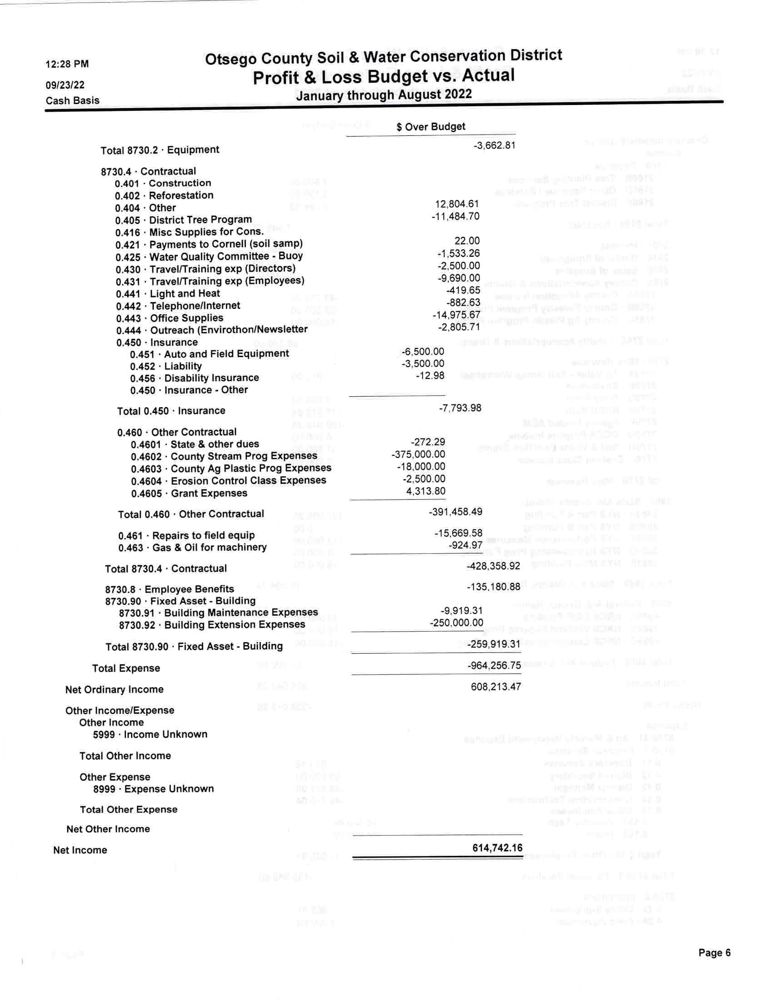 12:28 PM
09/23/22
Cash Basis
Otsego County Soil & Water Conservation District
Profit & Loss Budget vs. Actual
January through August 2022
$ Over Budget
Total 8730.2 · Equipment -3,662.81
8730.4 · Contractual
0.401 · Construction
0.402 · Reforestation
0.404 · Other 12,804.61
0.405 · District Tree Program -11,484.70
0.416 · Misc Supplies for Cons.
0.421 · Payments to Cornell (soil samp) 22.00
0.425 · Water Quality Committee - Buoy -1,533.26
0.430 · Travel/Training exp (Directors) -2,500.00
0.431 · Travel/Training exp (Employees) -9,690.00
0.441 · Light and Heat -419.65
0.442 · Telephone/Internet -882.63
0.443 · Office Supplies -14,975.67
0.444 · Outreach (Envirothon/Newsletter -2,805.71
0.450 · Insurance
0.451 · Auto and Field Equipment -6,500.00
0.452 · Liability -3,500.00
0.456 · Disability Insurance -12.98
0.450 · Insurance - Other
Total 0.450 · Insurance -7,793.98
0.460 · Other Contractual
0.4601 · State & other dues -272.29
0.4602 · County Stream Prog Expenses -375,000.00
0.4603 · County Ag Plastic Prog Expenses -18,000.00
0.4604 · Erosion Control Class Expenses -2,500.00
0.4605 · Grant Expenses 4,313.80
Total 0.460 · Other Contractual -391,458.49
0.461 · Repairs to field equip -15,669.58
0.463 · Gas & Oil for machinery -924.97
Total 8730.4 · Contractual -428,358.92
8730.8 · Employee Benefits -135,180.88
8730.90 · Fixed Asset - Building
8730.91 · Building Maintenance Expenses -9,919.31
8730.92 · Building Extension Expenses -250,000.00
Total 8730.90 · Fixed Asset - Building -259,919.31
Total Expense -964,256.75
Net Ordinary Income 608,213.47
Other Income/Expense
Other Income
5999 · Income Unknown
Total Other Income
Other Expense
8999 · Expense Unknown
Total Other Expense
Net Other Income
Net Income 614,742.16
Page 6